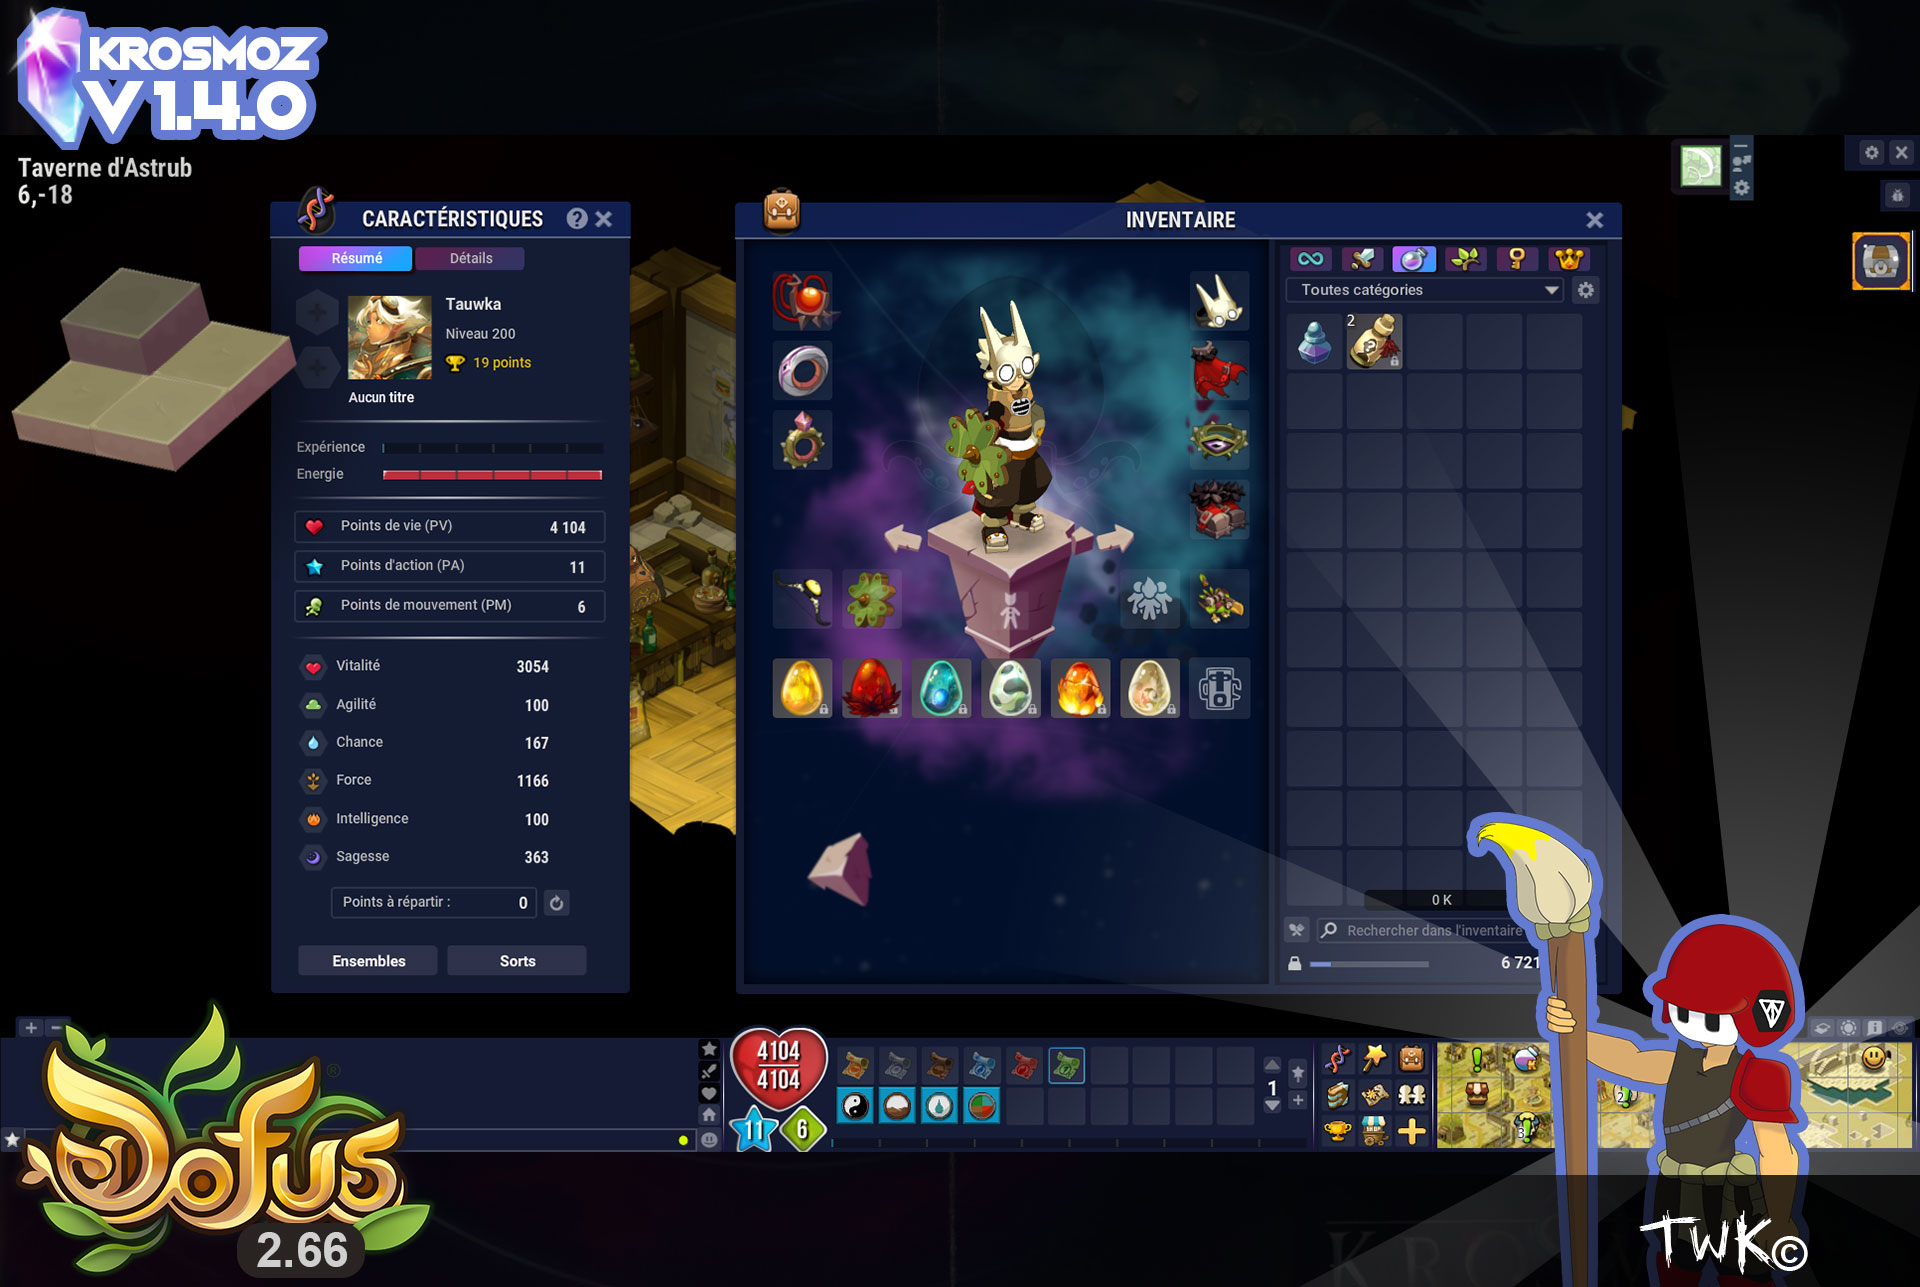 KROSMOZ
V1.4.0
Taverne d'Astrub
6,-18
CARACTÉRISTIQUES
Résumé
Détails
Tauwka
Niveau 200
19 points
Aucun titre
Expérience
Energie
Points de vie (PV) 4 104
Points d'action (PA) 11
Points de mouvement (PM) 6
Vitalité 3054
Agilité 100
Chance 167
Force 1166
Intelligence 100
Sagesse 363
Points à répartir : 0
Ensembles
Sorts
INVENTAIRE
Toutes catégories
2
0 K
Rechercher dans l'inventaire
6 721
4104
4104
11
6
1
SHOP
2
3
DOFUS
®
2.66
TWK©